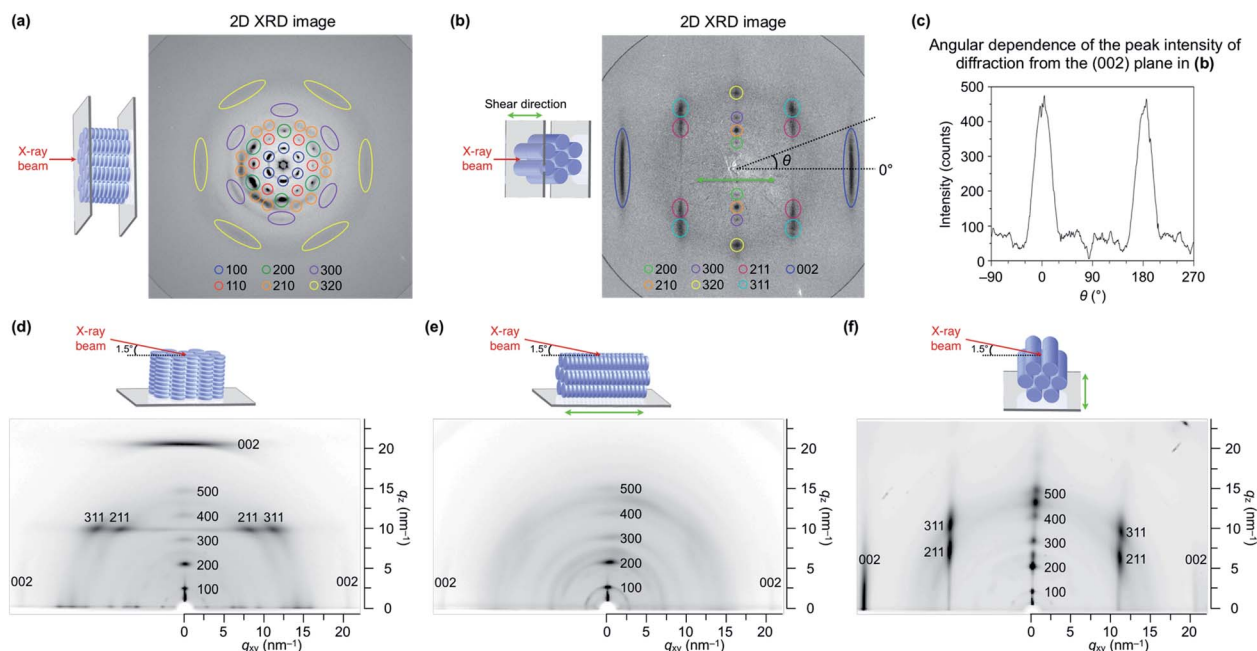 (a)
2D XRD image
X-ray
beam
100
200
300
110
210
320
(b)
2D XRD image
Shear direction
X-ray
beam
θ
0°
200
300
211
002
210
320
311
(c)
Angular dependence of the peak intensity of
diffraction from the (002) plane in (b)
Intensity (counts)
500
400
300
200
100
0
–90
0
90
180
270
θ (°)
(d)
X-ray
beam
1.5°
002
500
400
300
200
100
311 211
211 311
002
002
20
15
10
5
0
qz (nm⁻¹)
0 5 10 15 20
qxy (nm⁻¹)
(e)
X-ray
beam
1.5°
500
400
300
200
100
002
002
20
15
10
5
0
qz (nm⁻¹)
0 5 10 15 20
qxy (nm⁻¹)
(f)
X-ray
beam
1.5°
500
400
300
200
100
311
211
311
211
002
002
20
15
10
5
0
qz (nm⁻¹)
0 5 10 15 20
qxy (nm⁻¹)